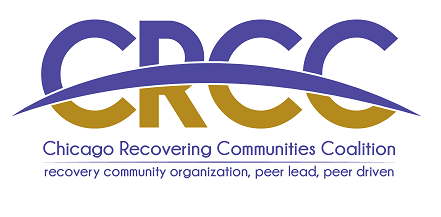 CRCC
Chicago Recovering Communities Coalition
recovery community organization, peer lead, peer driven